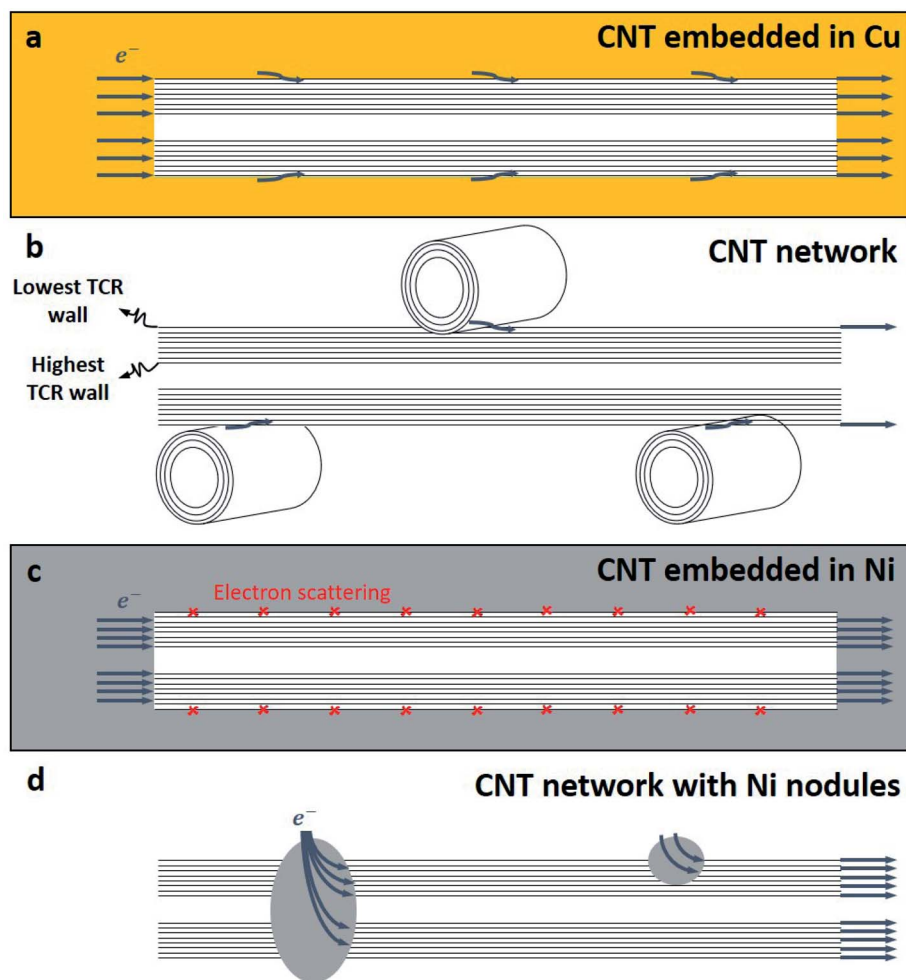 a
CNT embedded in Cu
e⁻
b
CNT network
Lowest TCR
wall
Highest
TCR wall
c
CNT embedded in Ni
Electron scattering
e⁻
d
CNT network with Ni nodules
e⁻